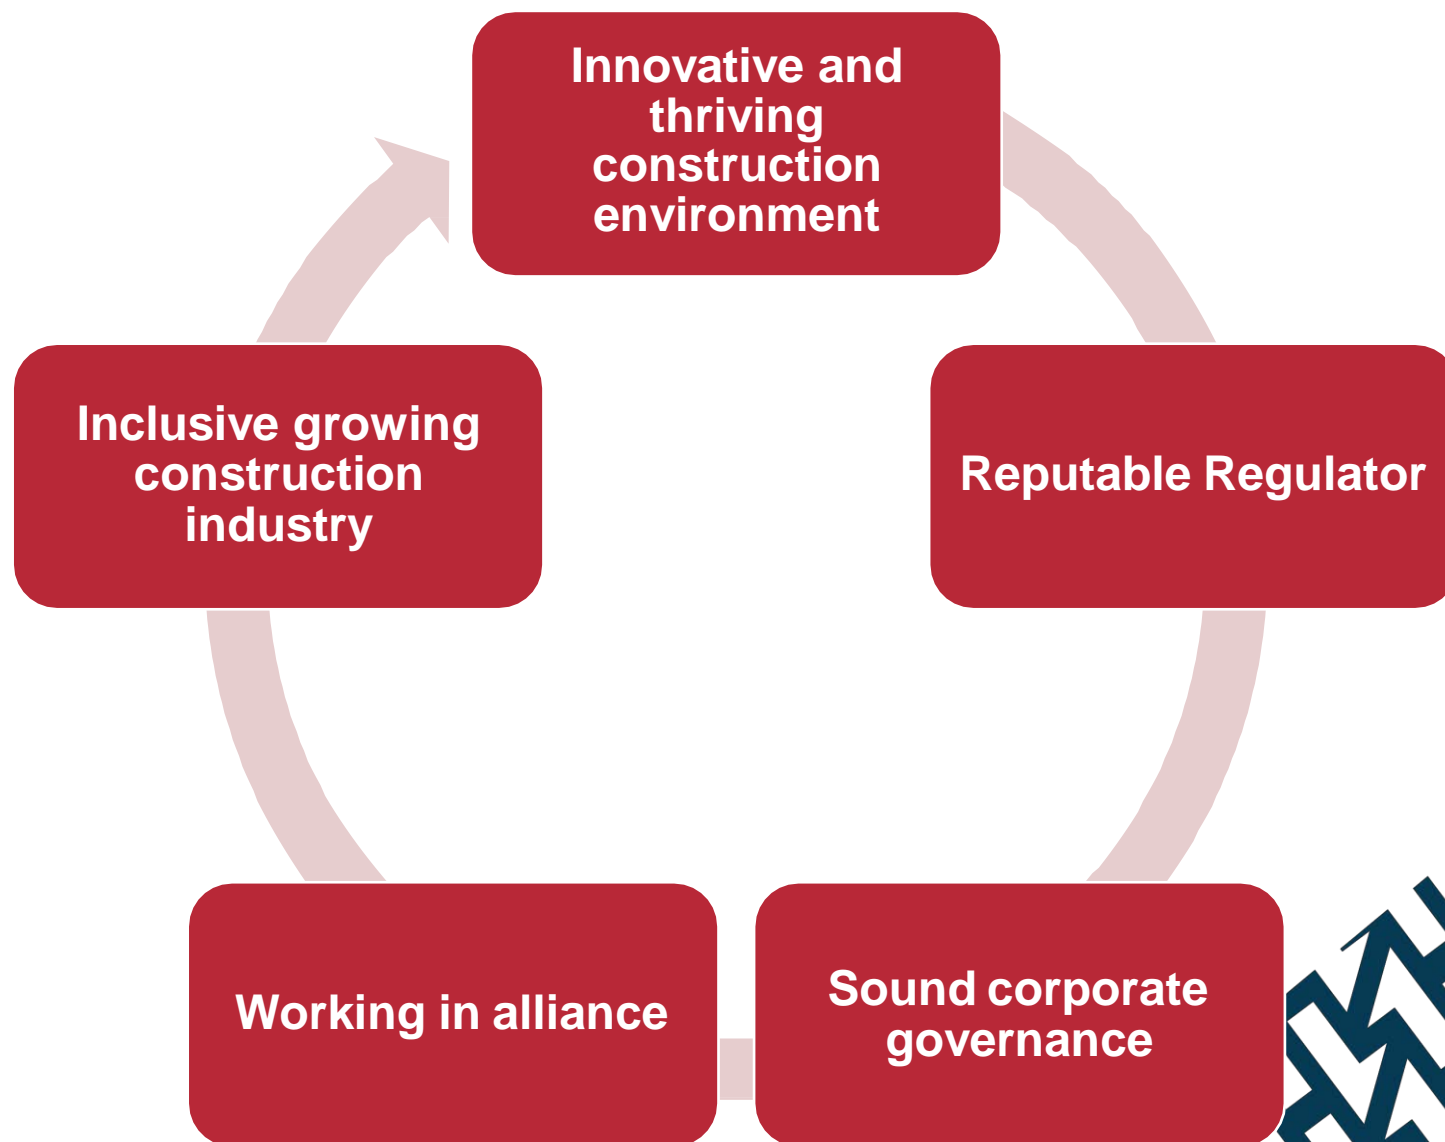 Innovative and
thriving
construction
environment
Reputable Regulator
Sound corporate
governance
Working in alliance
Inclusive growing
construction
industry